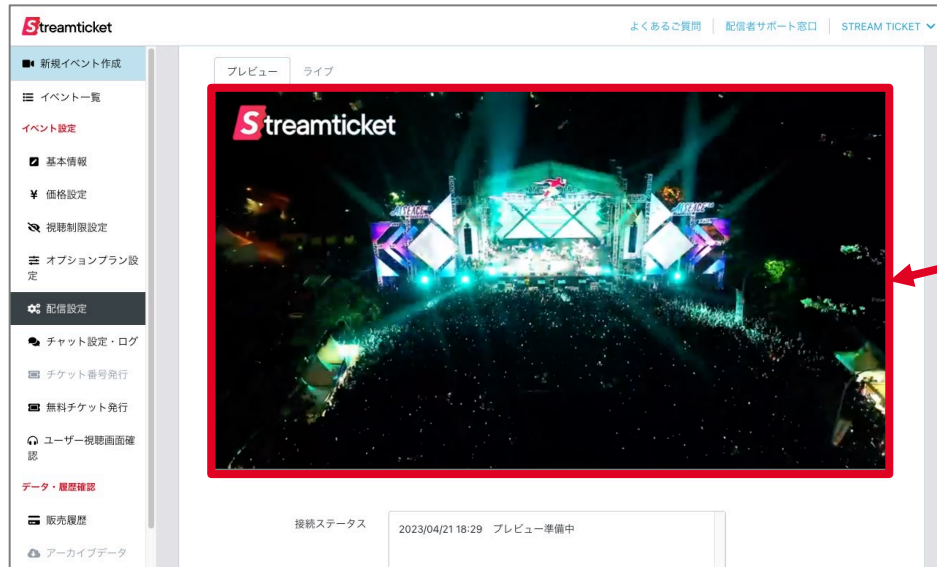 Streamticket
よくあるご質問
配信者サポート窓口
STREAM TICKET
新規イベント作成
イベント一覧
イベント設定
基本情報
価格設定
視聴制限設定
オプションプラン設
定
配信設定
チャット設定・ログ
チケット番号発行
無料チケット発行
ユーザー視聴画面確
認
データ・履歴確認
販売履歴
アーカイブデータ
プレビュー
ライブ
Streamticket
接続ステータス
2023/04/21 18:29 プレビュー準備中